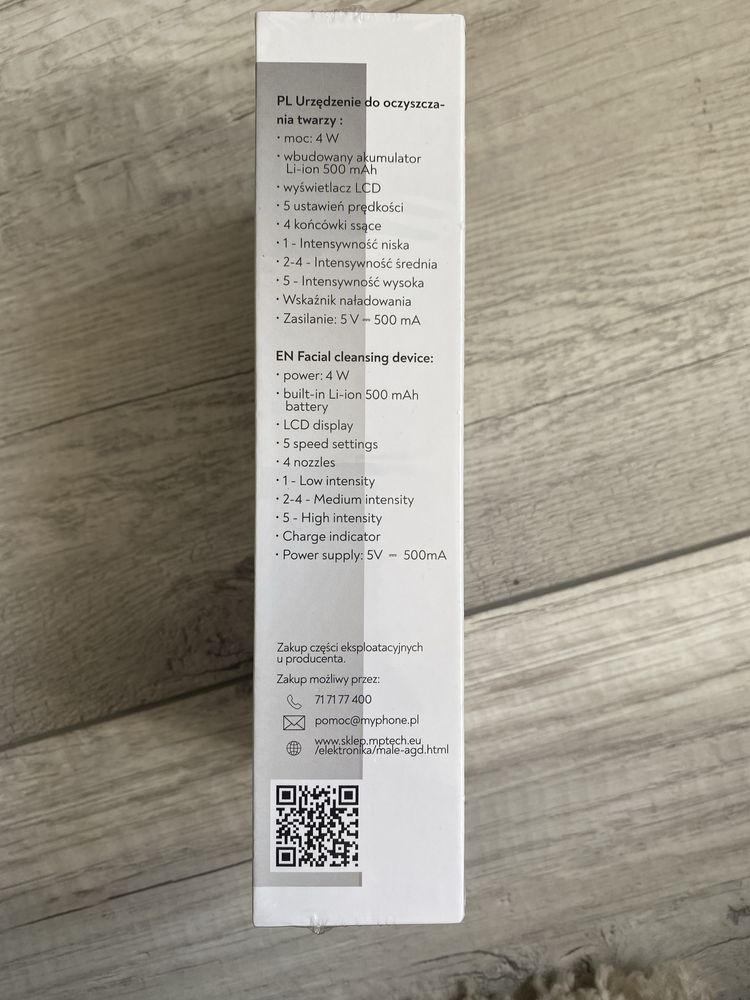 PL Urzędzenie do oczyszcza-
nia twarzy :
• moc: 4 W
• wbudowany akumulator
Li-ion 500 mAh
• wyświetlacz LCD
• 5 ustawień prędkości
• 4 końcówki ssące
• 1 - Intensywność niska
• 2-4 - Intensywność średnia
• 5 - Intensywność wysoka
• Wskaźnik naładowania
• Zasilanie: 5 V ⎓ 500 mA
EN Facial cleansing device:
• power: 4 W
• built-in Li-ion 500 mAh
battery
• LCD display
• 5 speed settings
• 4 nozzles
• 1 - Low intensity
• 2-4 - Medium intensity
• 5 - High intensity
• Charge indicator
• Power supply: 5V ⎓ 500mA
Zakup części eksploatacyjnych
u producenta.
Zakup możliwy przez:
71 71 77 400
pomoc@myphone.pl
www.sklep.mptech.eu
/elektronika/male-agd.html